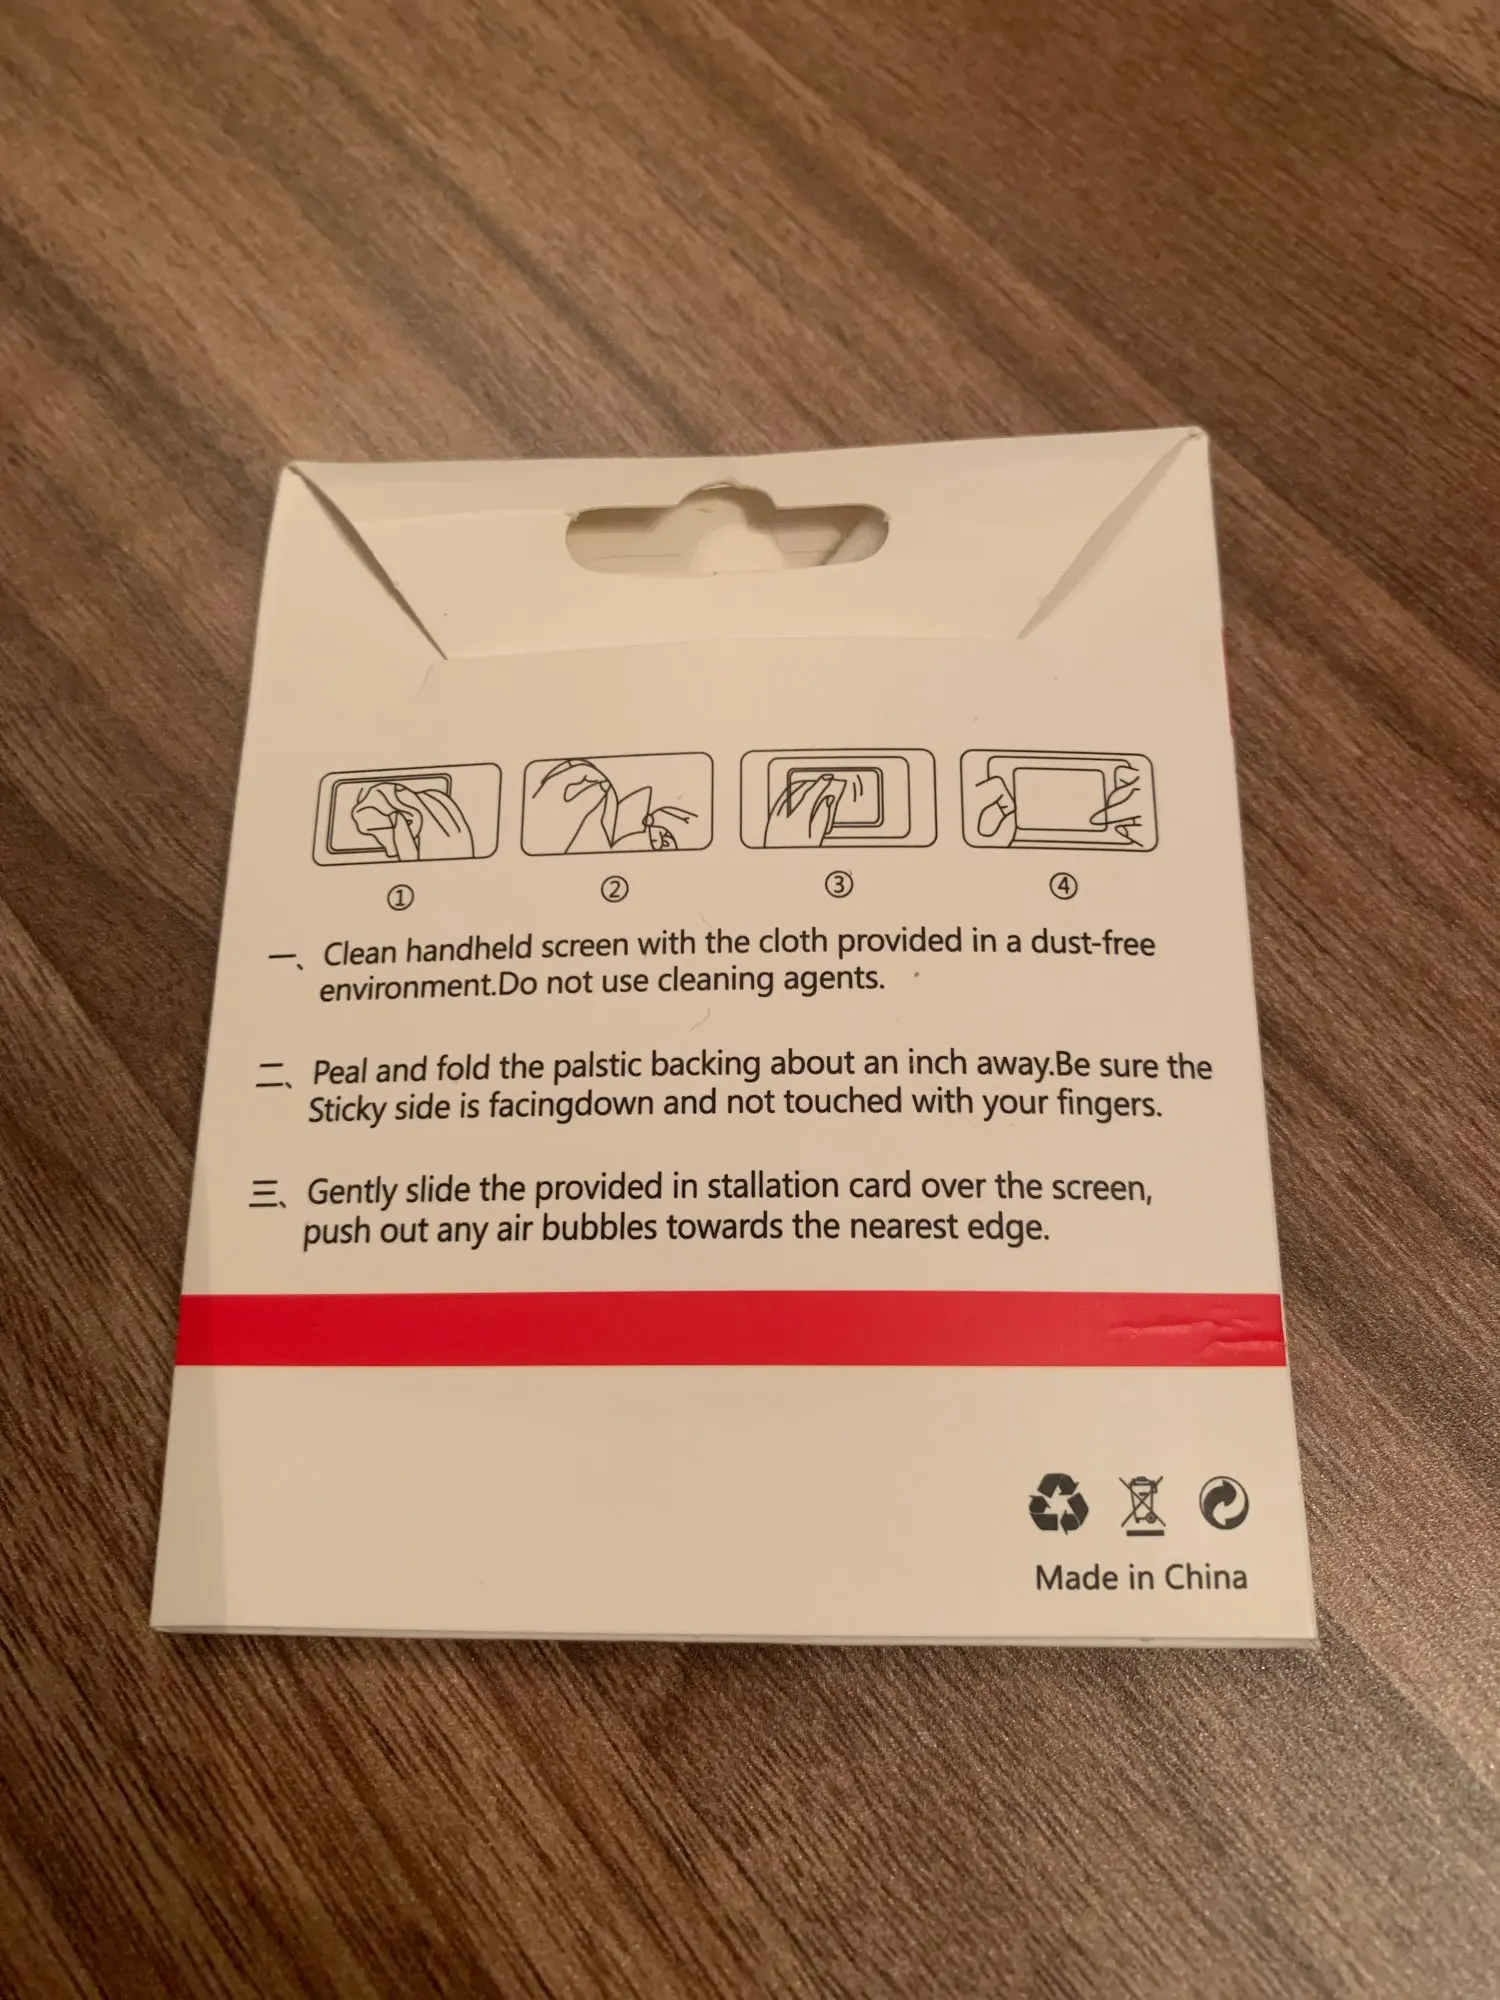 ① ② ③ ④
一、Clean handheld screen with the cloth provided in a dust-free
environment.Do not use cleaning agents.
二、Peal and fold the palstic backing about an inch away.Be sure the
Sticky side is facingdown and not touched with your fingers.
三、Gently slide the provided in stallation card over the screen,
push out any air bubbles towards the nearest edge.
Made in China